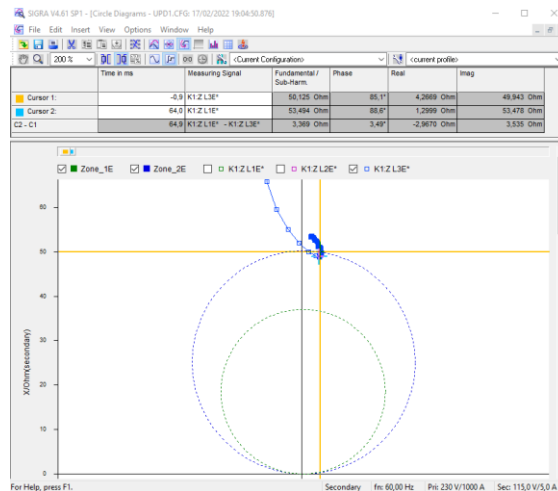 SIGRA V4.61 SP1 - [Circle Diagrams - UPD1.CFG: 17/02/2022 19:04:50.876]
File Edit Insert View Options Window Help
200 % <Current Configuration> <current profile>
Time in ms Measuring Signal Fundamental / Sub-Harm. Phase Real Imag
Cursor 1: -0,9 K1:Z L3E* 50,125 Ohm 85,1° 4,2669 Ohm 49,943 Ohm
Cursor 2: 64,0 K1:Z L1E* 53,494 Ohm 88,6° 1,2999 Ohm 53,478 Ohm
C2 - C1 64,9 K1:Z L1E* - K1:Z L3E* 3,369 Ohm 3,49° -2,9670 Ohm 3,535 Ohm
Zone_1E Zone_2E K1:Z L1E* K1:Z L2E* K1:Z L3E*
60
50
40
30
20
10
0
X/Ohm(secondary)
For Help, press F1. Secondary fn: 60,00 Hz Pri: 230 V/1000 A Sec: 115,0 V/5,0 A